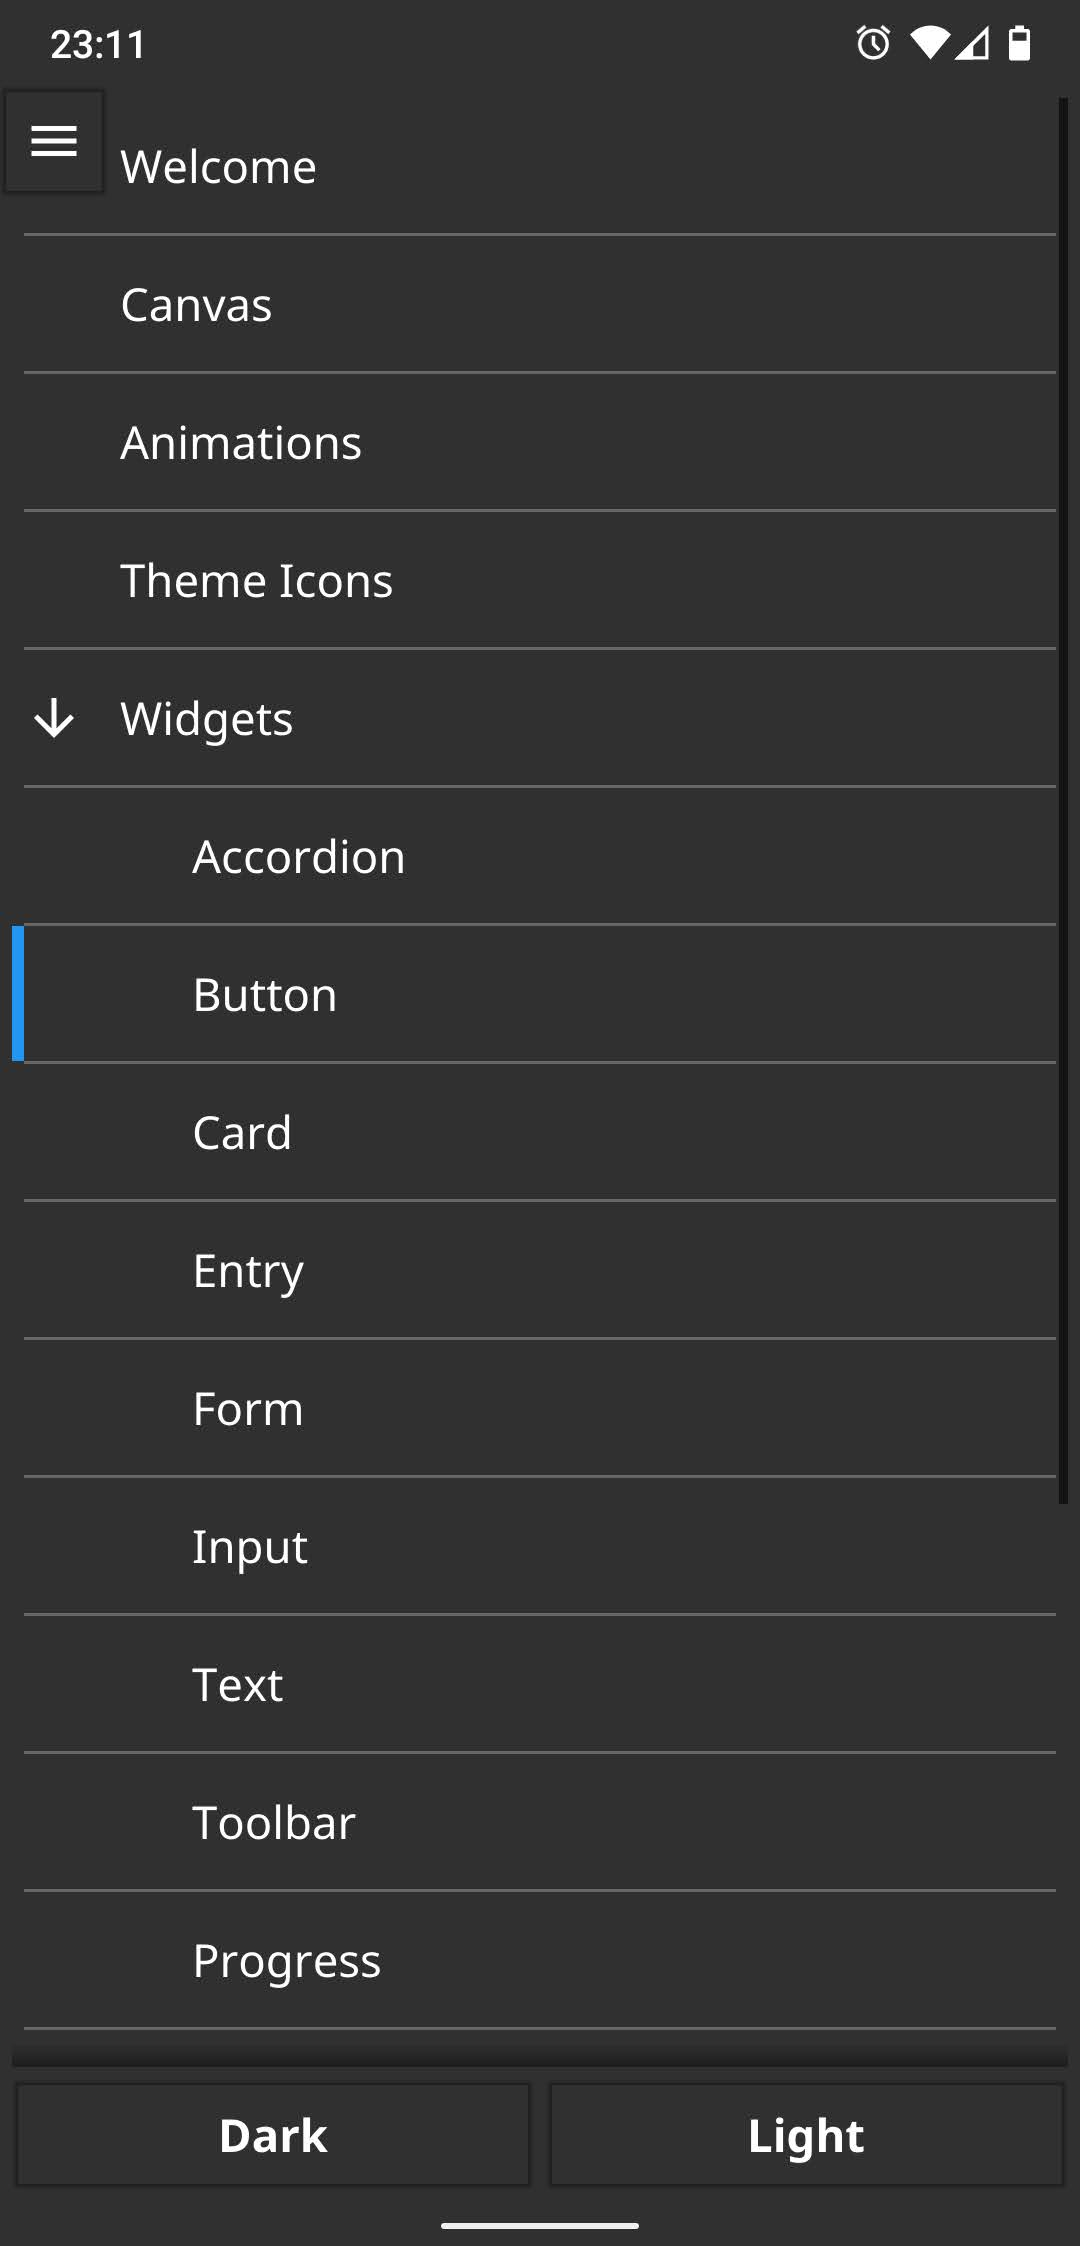 23:11
Welcome
Canvas
Animations
Theme Icons
Widgets
Accordion
Button
Card
Entry
Form
Input
Text
Toolbar
Progress
Dark
Light